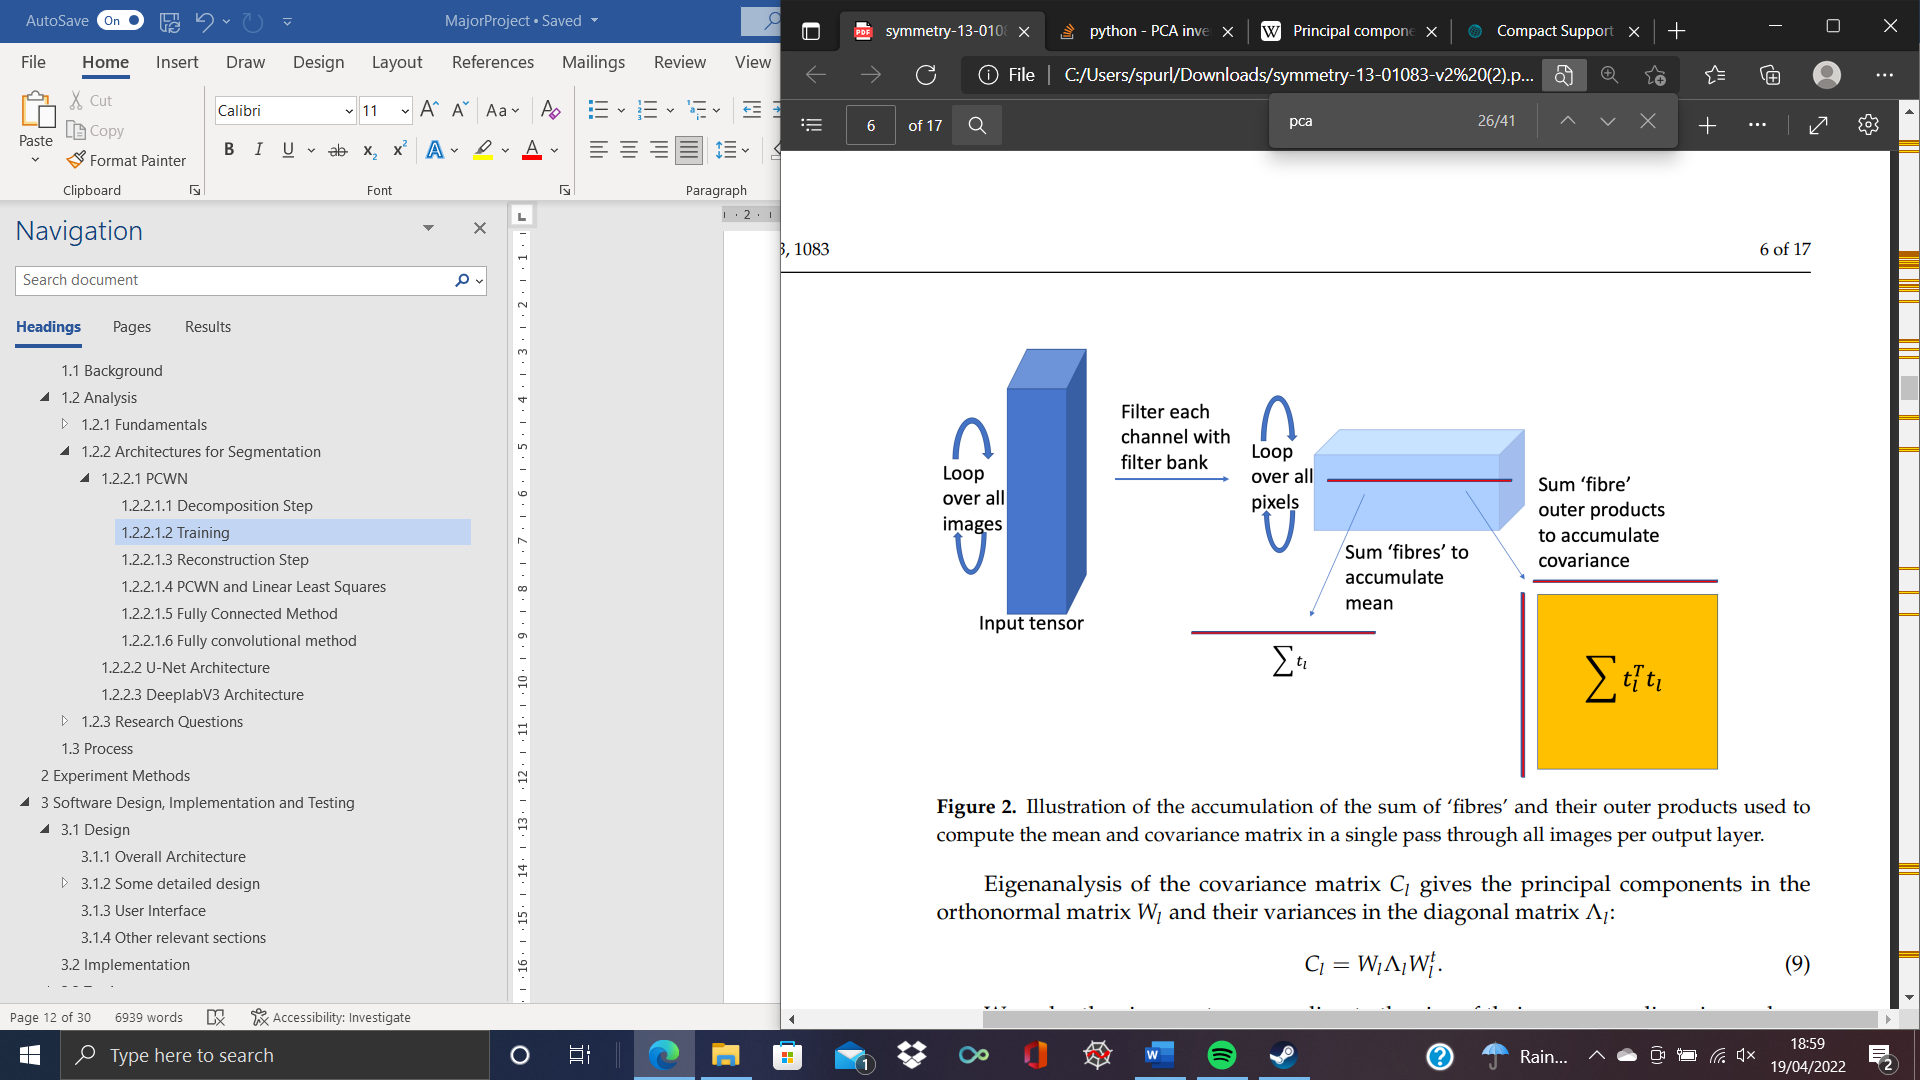 AutoSave On
MajorProject • Saved
File Home Insert Draw Design Layout References Mailings Review View
Paste
Cut
Copy
Format Painter
Clipboard
Calibri 11
Font
Paragraph
Navigation
Search document
Headings Pages Results
1.1 Background
1.2 Analysis
1.2.1 Fundamentals
1.2.2 Architectures for Segmentation
1.2.2.1 PCWN
1.2.2.1.1 Decomposition Step
1.2.2.1.2 Training
1.2.2.1.3 Reconstruction Step
1.2.2.1.4 PCWN and Linear Least Squares
1.2.2.1.5 Fully Connected Method
1.2.2.1.6 Fully convolutional method
1.2.2.2 U-Net Architecture
1.2.2.3 DeeplabV3 Architecture
1.2.3 Research Questions
1.3 Process
2 Experiment Methods
3 Software Design, Implementation and Testing
3.1 Design
3.1.1 Overall Architecture
3.1.2 Some detailed design
3.1.3 User Interface
3.1.4 Other relevant sections
3.2 Implementation
Page 12 of 30 6939 words Accessibility: Investigate
symmetry-13-0108
python - PCA inve
Principal compone
Compact Support
File C:/Users/spurl/Downloads/symmetry-13-01083-v2%20(2).p...
6 of 17
pca 26/41
3, 1083
6 of 17
Loop
over all
images
Input tensor
Filter each
channel with
filter bank
Loop
over all
pixels
Sum ‘fibres’ to
accumulate
mean
∑ tₗ
Sum ‘fibre’
outer products
to accumulate
covariance
∑ tₗᵀtₗ
Figure 2. Illustration of the accumulation of the sum of ‘fibres’ and their outer products used to
compute the mean and covariance matrix in a single pass through all images per output layer.
Eigenanalysis of the covariance matrix Cₗ gives the principal components in the
orthonormal matrix Wₗ and their variances in the diagonal matrix Λₗ:
Cₗ = WₗΛₗWₗᵗ. (9)
Type here to search
Rain...
18:59
19/04/2022